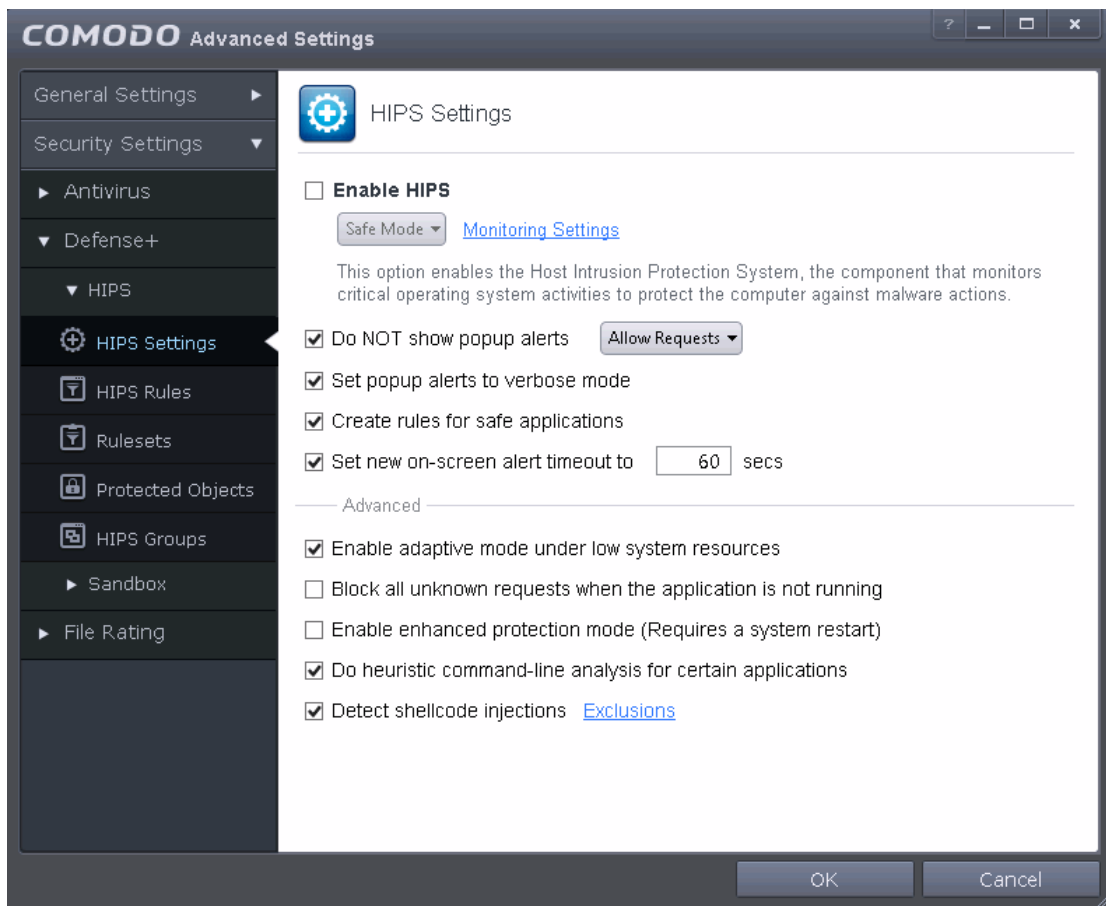 COMODO Advanced Settings
?
General Settings
Security Settings
Antivirus
Defense+
HIPS
HIPS Settings
HIPS Rules
Rulesets
Protected Objects
HIPS Groups
Sandbox
File Rating
HIPS Settings
Enable HIPS
Safe Mode Monitoring Settings
This option enables the Host Intrusion Protection System, the component that monitors
critical operating system activities to protect the computer against malware actions.
Do NOT show popup alerts Allow Requests
Set popup alerts to verbose mode
Create rules for safe applications
Set new on-screen alert timeout to 60 secs
Advanced
Enable adaptive mode under low system resources
Block all unknown requests when the application is not running
Enable enhanced protection mode (Requires a system restart)
Do heuristic command-line analysis for certain applications
Detect shellcode injections Exclusions
OK Cancel